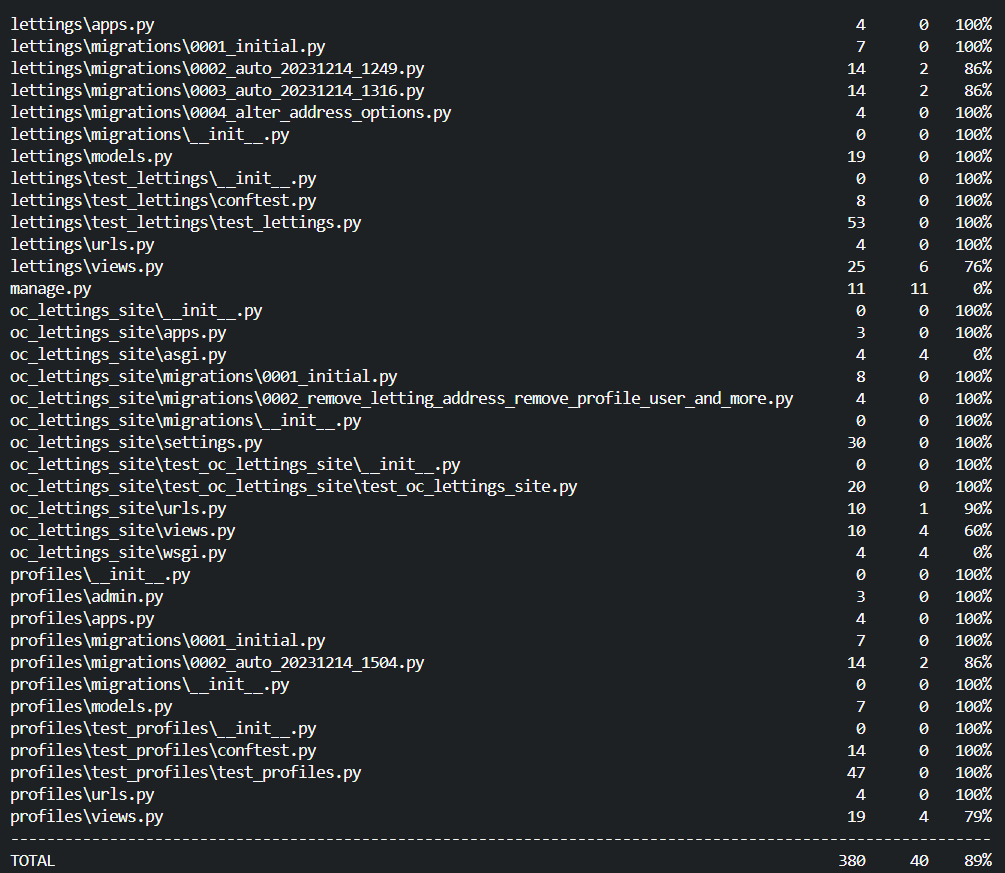 lettings\apps.py 4 0 100%
lettings\migrations\0001_initial.py 7 0 100%
lettings\migrations\0002_auto_20231214_1249.py 14 2 86%
lettings\migrations\0003_auto_20231214_1316.py 14 2 86%
lettings\migrations\0004_alter_address_options.py 4 0 100%
lettings\migrations\__init__.py 0 0 100%
lettings\models.py 19 0 100%
lettings\test_lettings\__init__.py 0 0 100%
lettings\test_lettings\conftest.py 8 0 100%
lettings\test_lettings\test_lettings.py 53 0 100%
lettings\urls.py 4 0 100%
lettings\views.py 25 6 76%
manage.py 11 11 0%
oc_lettings_site\__init__.py 0 0 100%
oc_lettings_site\apps.py 3 0 100%
oc_lettings_site\asgi.py 4 4 0%
oc_lettings_site\migrations\0001_initial.py 8 0 100%
oc_lettings_site\migrations\0002_remove_letting_address_remove_profile_user_and_more.py 4 0 100%
oc_lettings_site\migrations\__init__.py 0 0 100%
oc_lettings_site\settings.py 30 0 100%
oc_lettings_site\test_oc_lettings_site\__init__.py 0 0 100%
oc_lettings_site\test_oc_lettings_site\test_oc_lettings_site.py 20 0 100%
oc_lettings_site\urls.py 10 1 90%
oc_lettings_site\views.py 10 4 60%
oc_lettings_site\wsgi.py 4 4 0%
profiles\__init__.py 0 0 100%
profiles\admin.py 3 0 100%
profiles\apps.py 4 0 100%
profiles\migrations\0001_initial.py 7 0 100%
profiles\migrations\0002_auto_20231214_1504.py 14 2 86%
profiles\migrations\__init__.py 0 0 100%
profiles\models.py 7 0 100%
profiles\test_profiles\__init__.py 0 0 100%
profiles\test_profiles\conftest.py 14 0 100%
profiles\test_profiles\test_profiles.py 47 0 100%
profiles\urls.py 4 0 100%
profiles\views.py 19 4 79%
-------------------------------------------------------------------------------------------------------------
TOTAL 380 40 89%